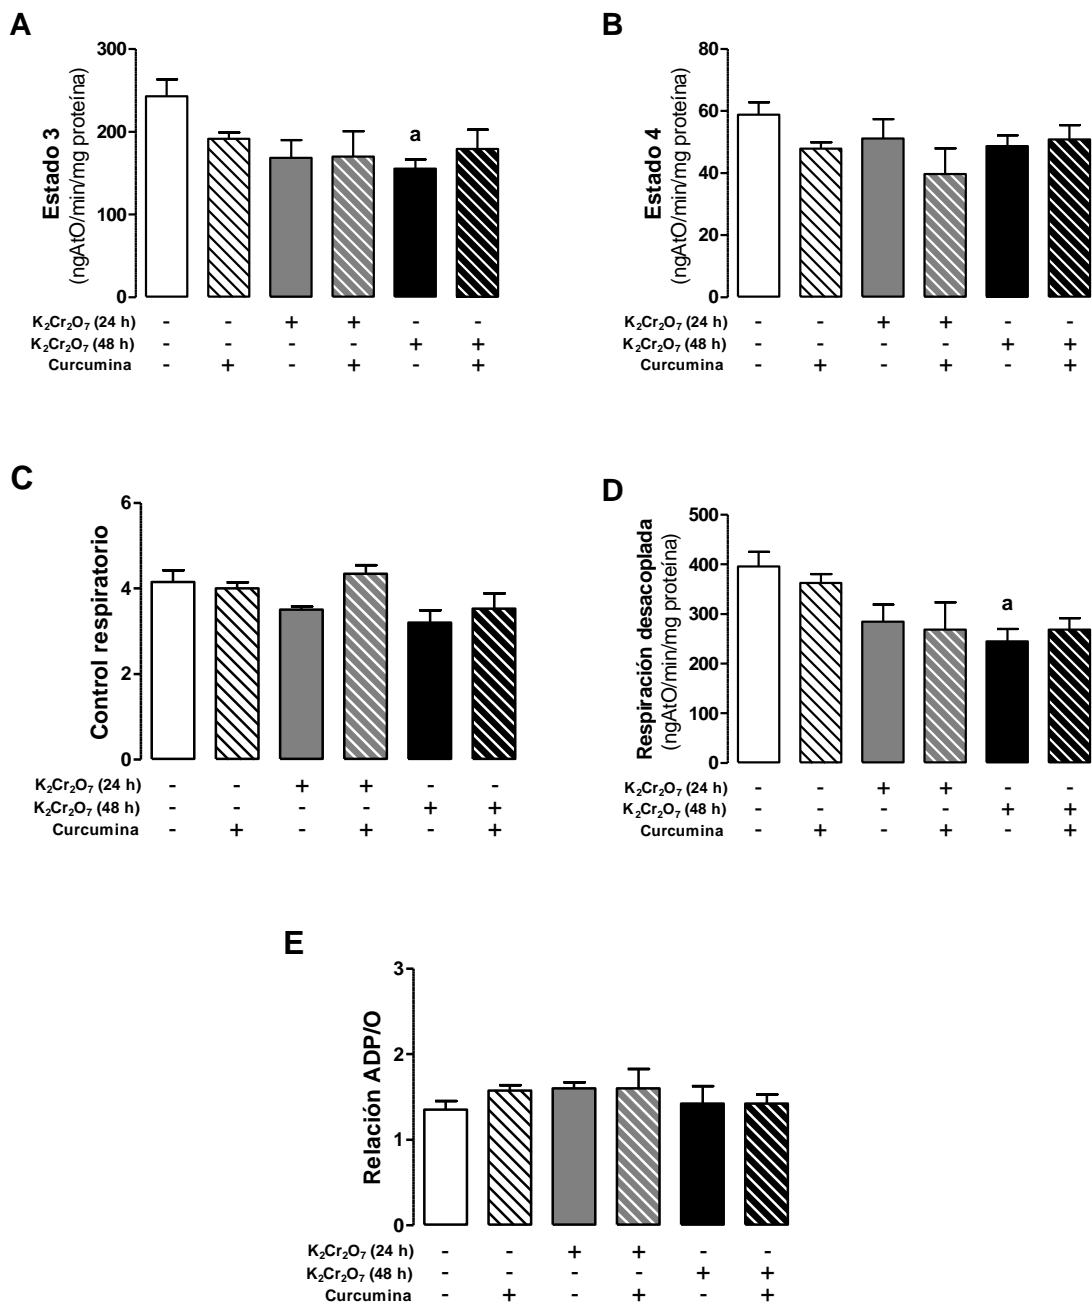 A
Estado 3
(ngAtO/min/mg proteína)
300
200
100
0
a
K₂Cr₂O₇ (24 h) - - + + - -
K₂Cr₂O₇ (48 h) - - - - + +
Curcumina - + - + - +
B
Estado 4
(ngAtO/min/mg proteína)
80
60
40
20
0
K₂Cr₂O₇ (24 h) - - + + - -
K₂Cr₂O₇ (48 h) - - - - + +
Curcumina - + - + - +
C
Control respiratorio
6
4
2
0
K₂Cr₂O₇ (24 h) - - + + - -
K₂Cr₂O₇ (48 h) - - - - + +
Curcumina - + - + - +
D
Respiración desacoplada
(ngAtO/min/mg proteína)
500
400
300
200
100
0
a
K₂Cr₂O₇ (24 h) - - + + - -
K₂Cr₂O₇ (48 h) - - - - + +
Curcumina - + - + - +
E
Relación ADP/O
3
2
1
0
K₂Cr₂O₇ (24 h) - - + + - -
K₂Cr₂O₇ (48 h) - - - - + +
Curcumina - + - + - +